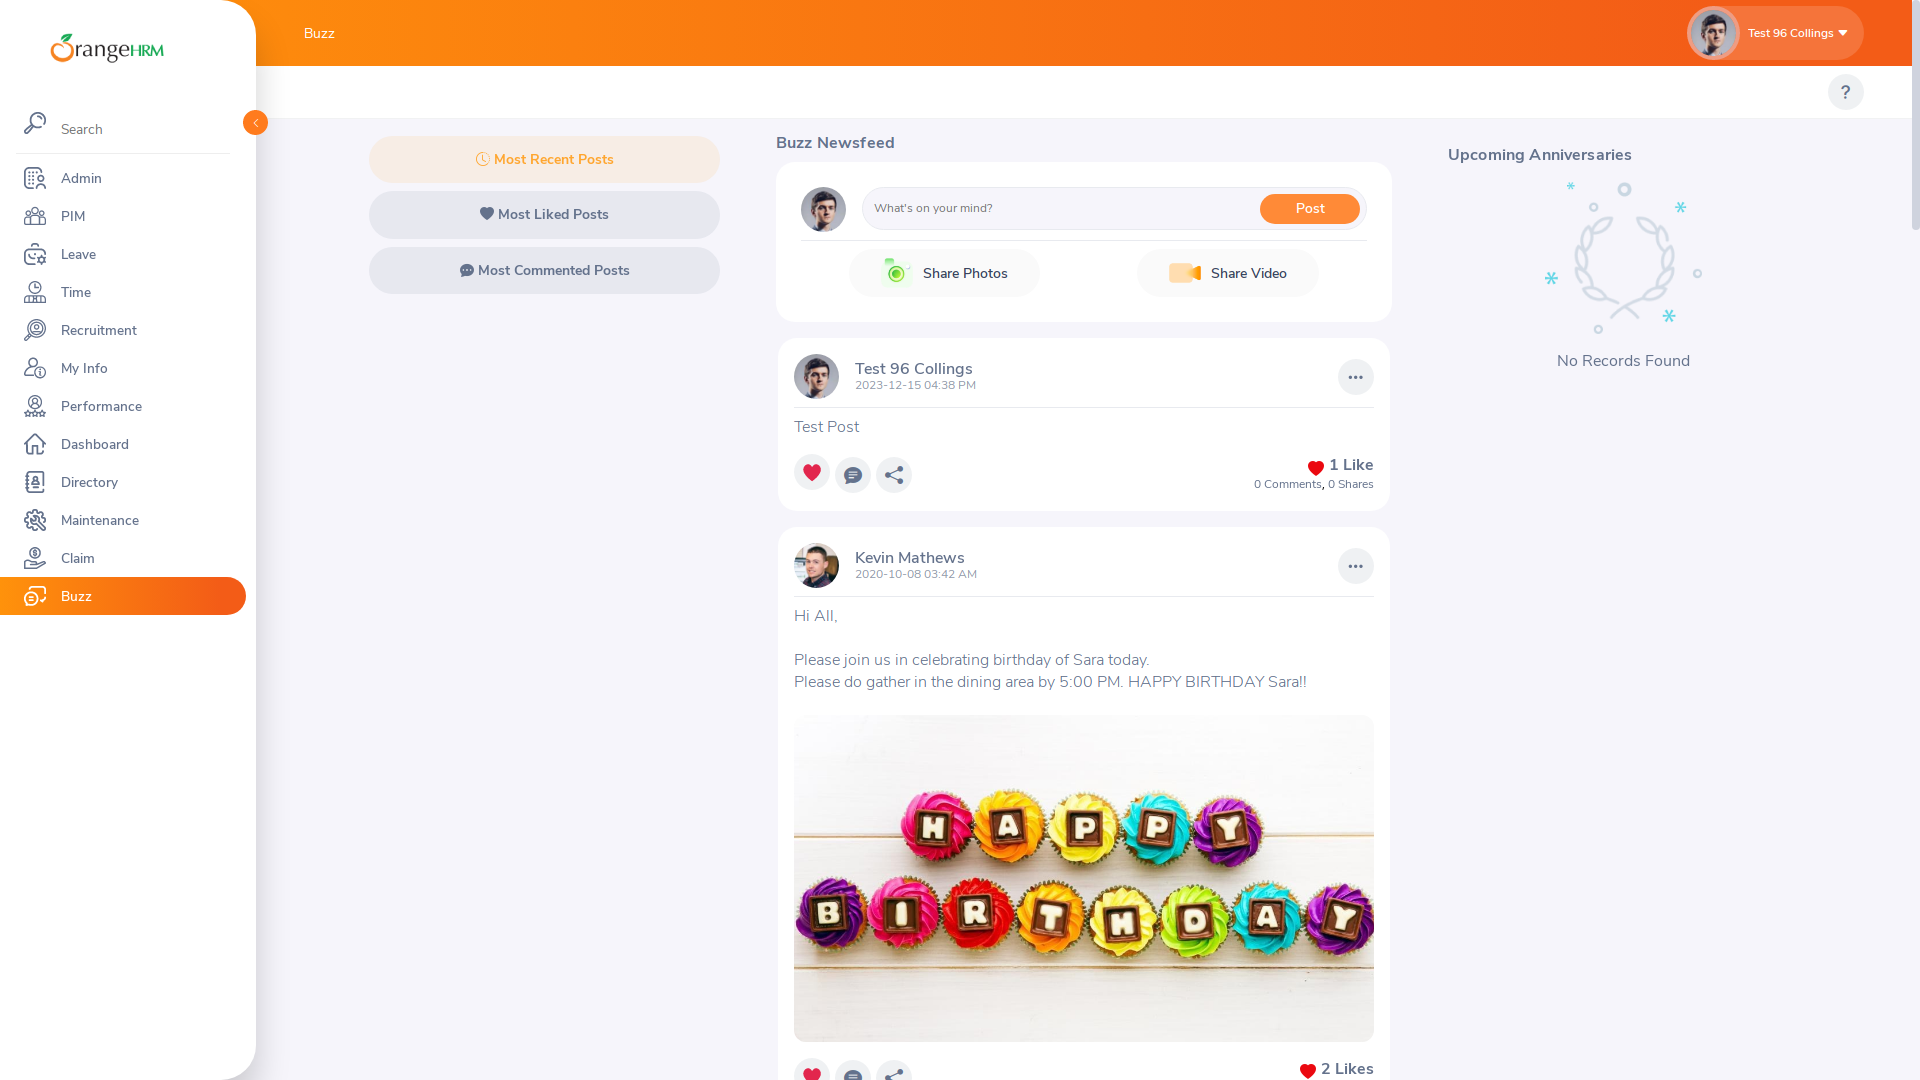 OrangeHRM
Search
Admin
PIM
Leave
Time
Recruitment
My Info
Performance
Dashboard
Directory
Maintenance
Claim
Buzz
Buzz
Test 96 Collings
?
Most Recent Posts
Most Liked Posts
Most Commented Posts
Buzz Newsfeed
What's on your mind?
Post
Share Photos
Share Video
Test 96 Collings
2023-12-15 04:38 PM
Test Post
1 Like
0 Comments, 0 Shares
Kevin Mathews
2020-10-08 03:42 AM
Hi All,
Please join us in celebrating birthday of Sara today.
Please do gather in the dining area by 5:00 PM. HAPPY BIRTHDAY Sara!!
HAPPY
BIRTHDAY
2 Likes
Upcoming Anniversaries
No Records Found